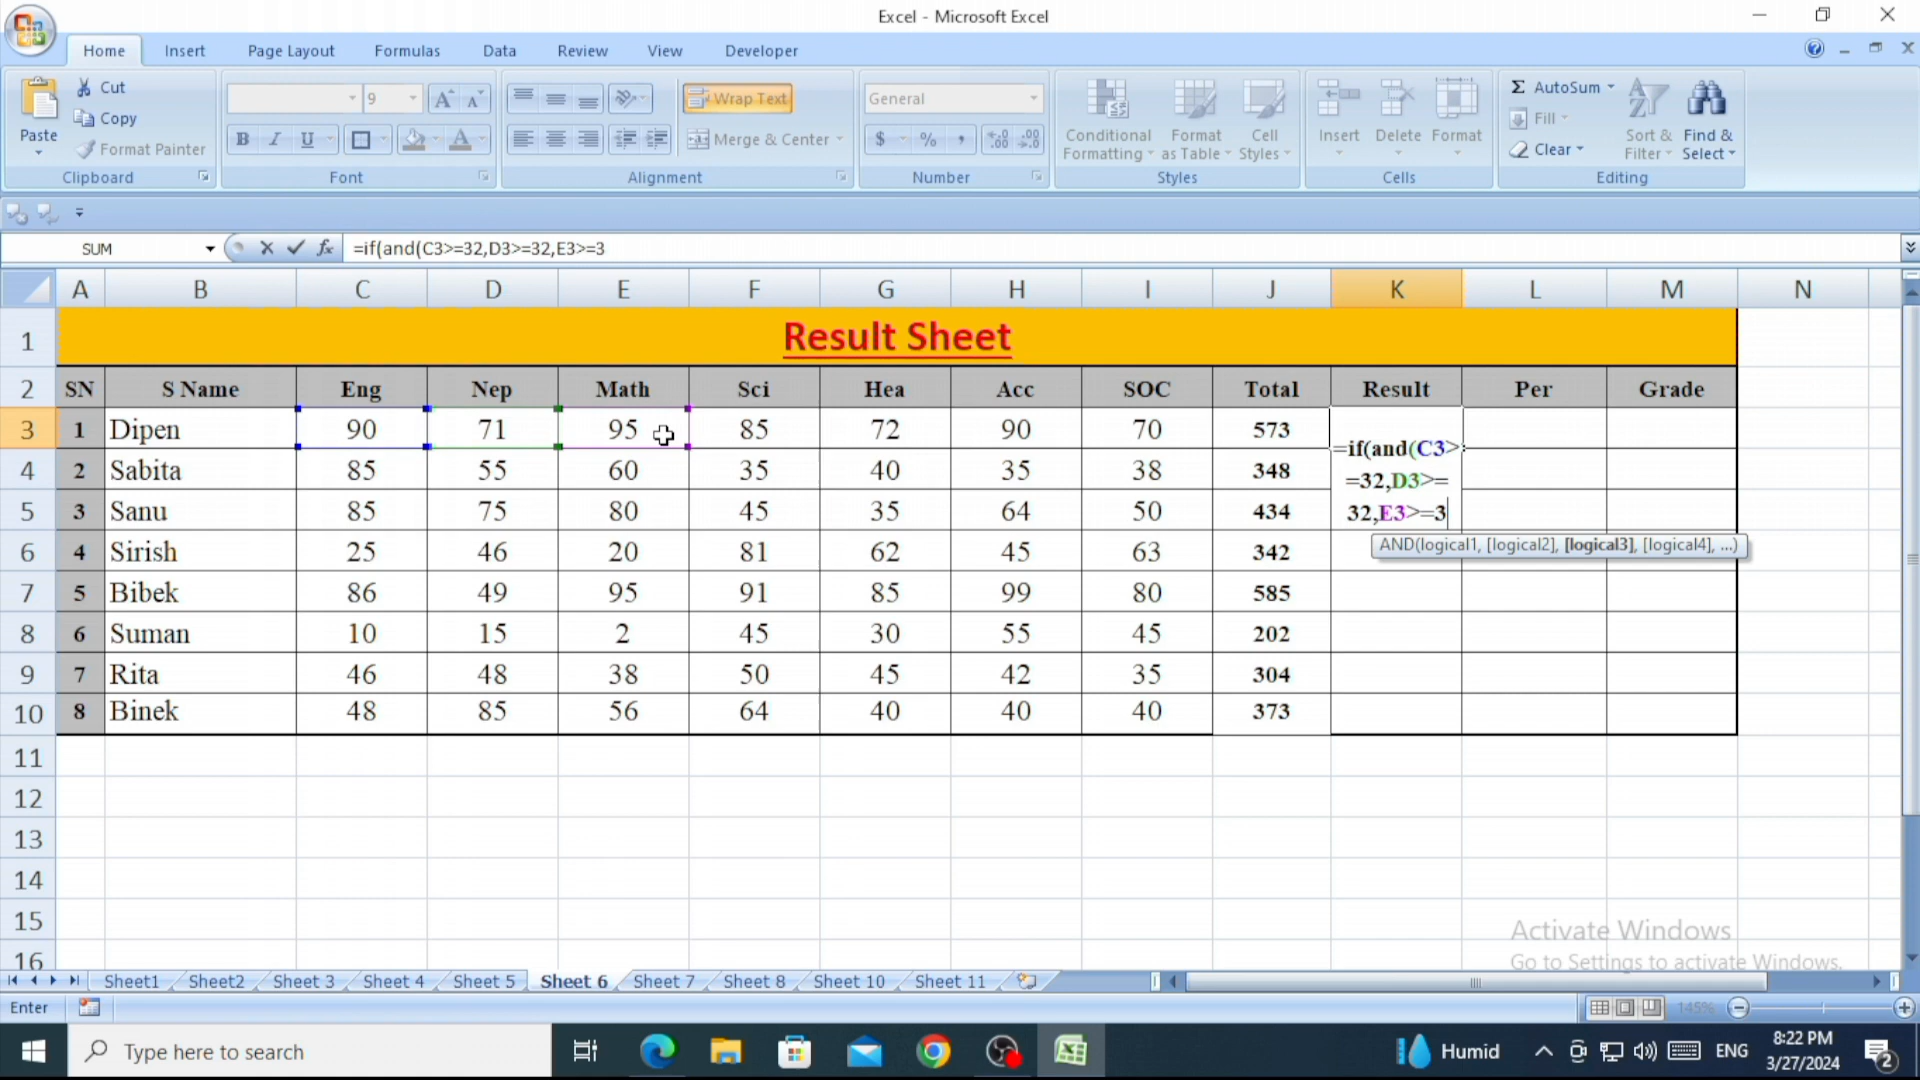 Excel - Microsoft Excel
Home Insert Page Layout Formulas Data Review View Developer
Paste
Cut
Copy
Format Painter
Clipboard
9
A A
B I U A
Font
Wrap Text
Merge & Center
Alignment
General
$ % ,
Number
Conditional Formatting
Format as Table
Cell Styles
Styles
Insert Delete Format
Cells
Σ AutoSum
Fill
Clear
Sort & Filter
Find & Select
Editing
SUM
fx
=if(and(C3>=32,D3>=32,E3>=3
A B C D E F G H I J K L M N
1 Result Sheet
2 SN S Name Eng Nep Math Sci Hea Acc SOC Total Result Per Grade
3 1 Dipen 90 71 95 85 72 90 70 573
=if(and(C3>
=32,D3>=
32,E3>=3
AND(logical1, [logical2], [logical3], [logical4], ...)
4 2 Sabita 85 55 60 35 40 35 38 348
5 3 Sanu 85 75 80 45 35 64 50 434
6 4 Sirish 25 46 20 81 62 45 63 342
7 5 Bibek 86 49 95 91 85 99 80 585
8 6 Suman 10 15 2 45 30 55 45 202
9 7 Rita 46 48 38 50 45 42 35 304
10 8 Binek 48 85 56 64 40 40 40 373
11
12
13
14
15
16
Activate Windows
Go to Settings to activate Windows.
Sheet1 Sheet2 Sheet 3 Sheet 4 Sheet 5 Sheet 6 Sheet 7 Sheet 8 Sheet 10 Sheet 11
Enter
145%
Type here to search
Humid
ENG
8:22 PM
3/27/2024
2